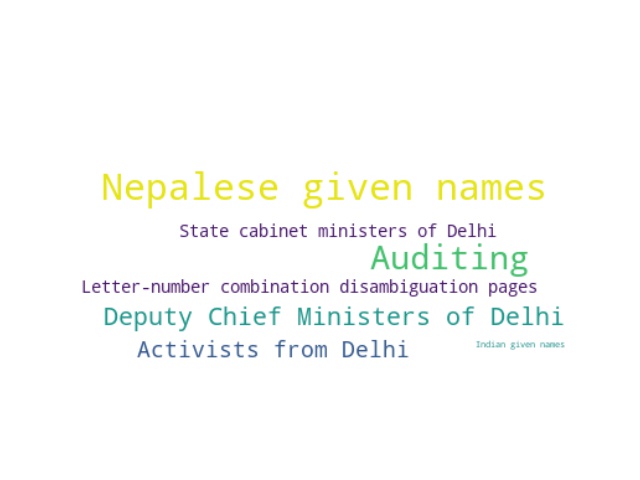 Nepalese given names
State cabinet ministers of Delhi
Auditing
Letter-number combination disambiguation pages
Deputy Chief Ministers of Delhi
Activists from Delhi
Indian given names